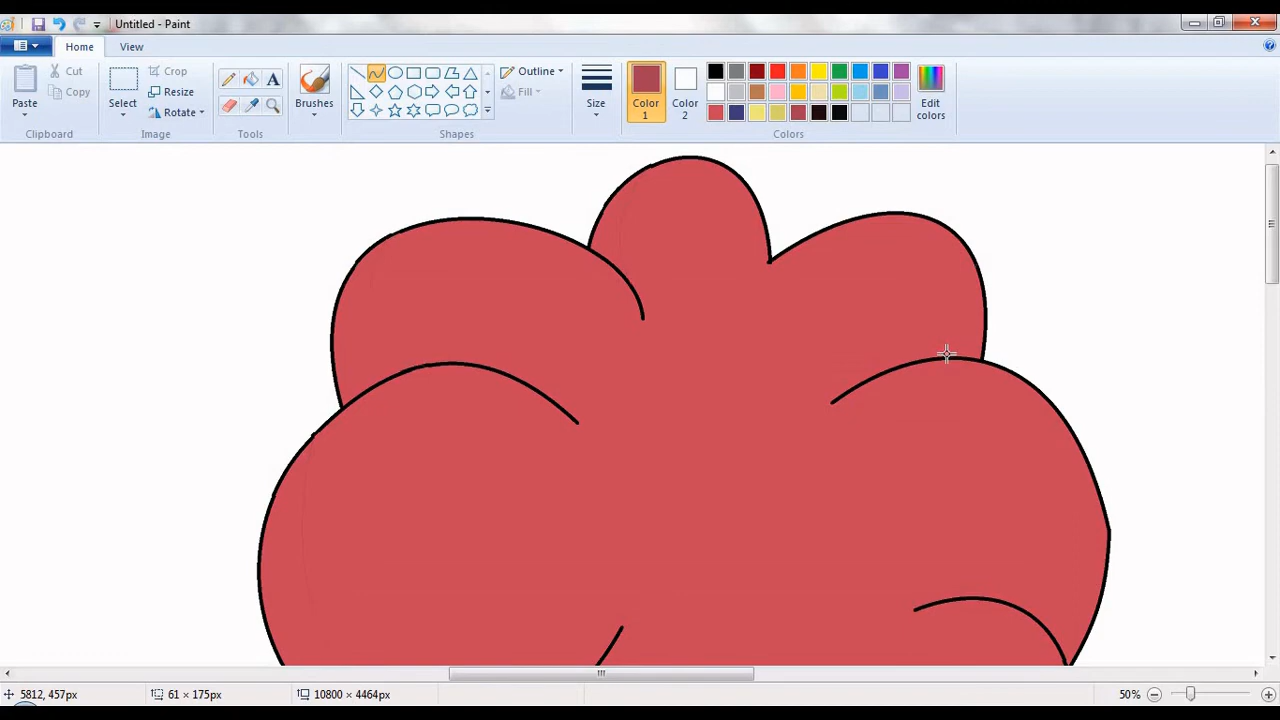 Untitled - Paint
Home View
Paste
Cut
Copy
Clipboard
Select
Crop
Resize
Rotate
Image
Tools
Brushes
Shapes
Outline
Fill
Size
Color 1
Color 2
Edit colors
Colors
5812, 457px
61 × 175px
10800 × 4464px
50%